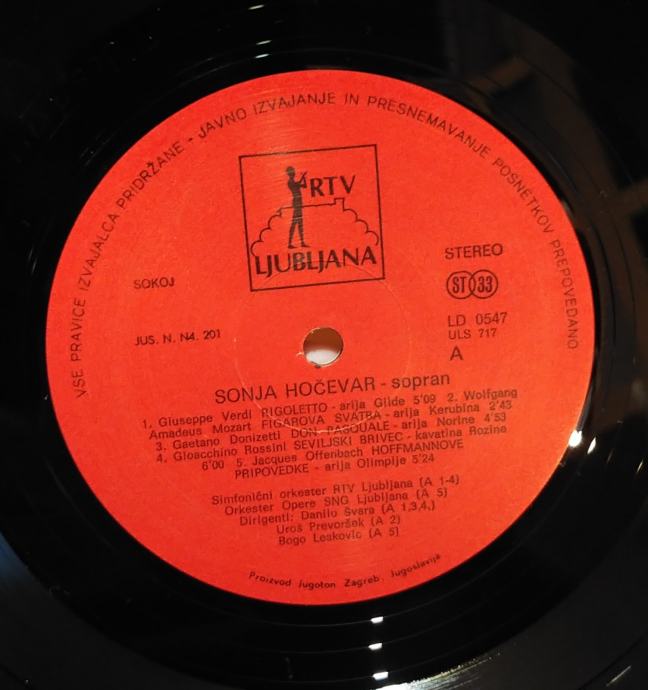 VSE PRAVICE IZVAJALCA PRIDRŽANE - JAVNO IZVAJANJE IN PRESNEMAVANJE POSNETKOV PREPOVEDANO
RTV
LJUBLJANA
STEREO
SOKOJ
ST 33
JUS. N. N4. 201
LD 0547
ULS 717
A
SONJA HOČEVAR - sopran
1. Giuseppe Verdi RIGOLETTO - arija Gilde 5'09 2. Wolfgang
Amadeus Mozart FIGAROVA SVATBA - arija Kerubina 2'43
3. Gaetano Donizetti DON PASQUALE - arija Norine 4'53
4. Gioacchino Rossini SEVILJSKI BRIVEC - kavatina Rozine
6'00 5. Jacques Offenbach HOFFMANNOVE
PRIPOVEDKE - arija Olimpije 5'24
Simfonični orkester RTV Ljubljana (A 1-4)
Orkester Opere SNG Ljubljana (A 5)
Dirigenti: Danilo Švara (A 1,3,4,)
Uroš Prevoršek (A 2)
Bogo Leskovic (A 5)
Proizvod Jugoton Zagreb, Jugoslavija